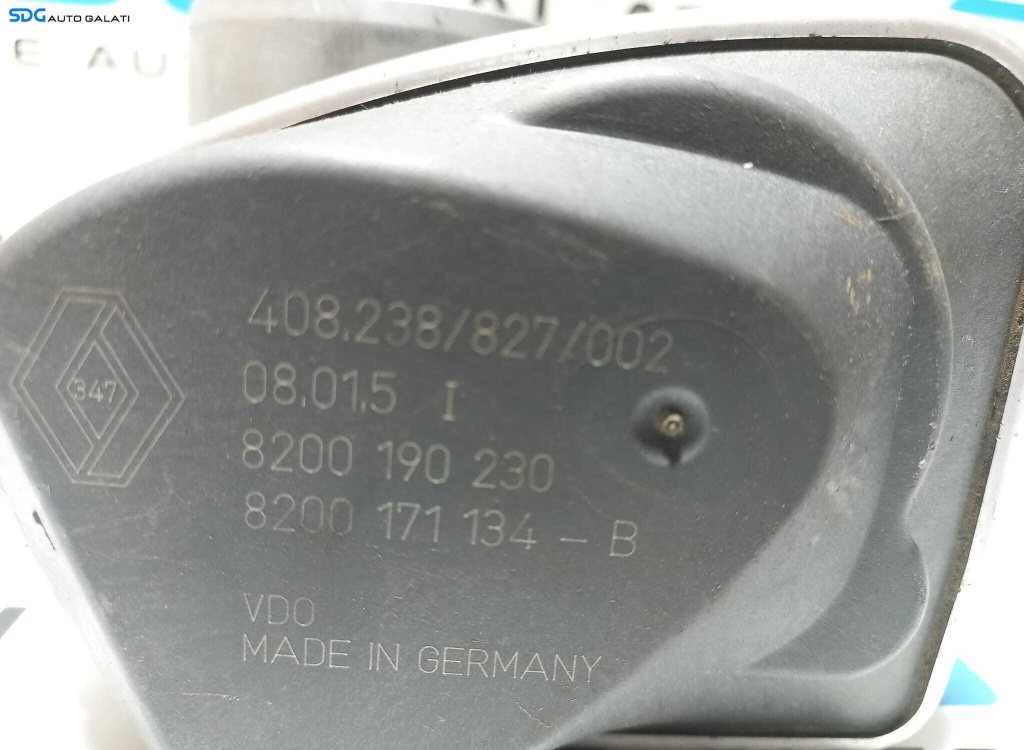 SDG AUTO GALATI
E AU
408.238/827/002
08.01.5 I
347
8200 190 230
8200 171 134 - B
VDO
MADE IN GERMANY